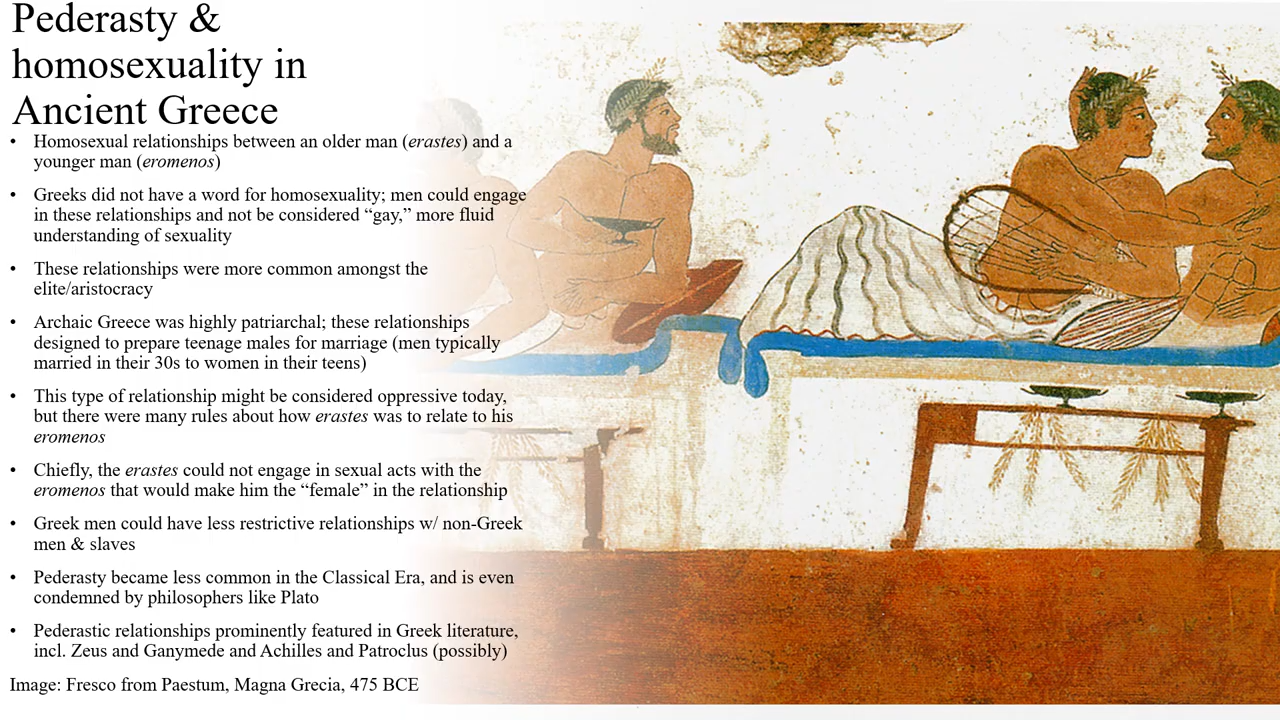 Pederasty &
homosexuality in
Ancient Greece
• Homosexual relationships between an older man (erastes) and a
younger man (eromenos)
• Greeks did not have a word for homosexuality; men could engage
in these relationships and not be considered “gay,” more fluid
understanding of sexuality
• These relationships were more common amongst the
elite/aristocracy
• Archaic Greece was highly patriarchal; these relationships
designed to prepare teenage males for marriage (men typically
married in their 30s to women in their teens)
• This type of relationship might be considered oppressive today,
but there were many rules about how erastes was to relate to his
eromenos
• Chiefly, the erastes could not engage in sexual acts with the
eromenos that would make him the “female” in the relationship
• Greek men could have less restrictive relationships w/ non-Greek
men & slaves
• Pederasty became less common in the Classical Era, and is even
condemned by philosophers like Plato
• Pederastic relationships prominently featured in Greek literature,
incl. Zeus and Ganymede and Achilles and Patroclus (possibly)
Image: Fresco from Paestum, Magna Grecia, 475 BCE